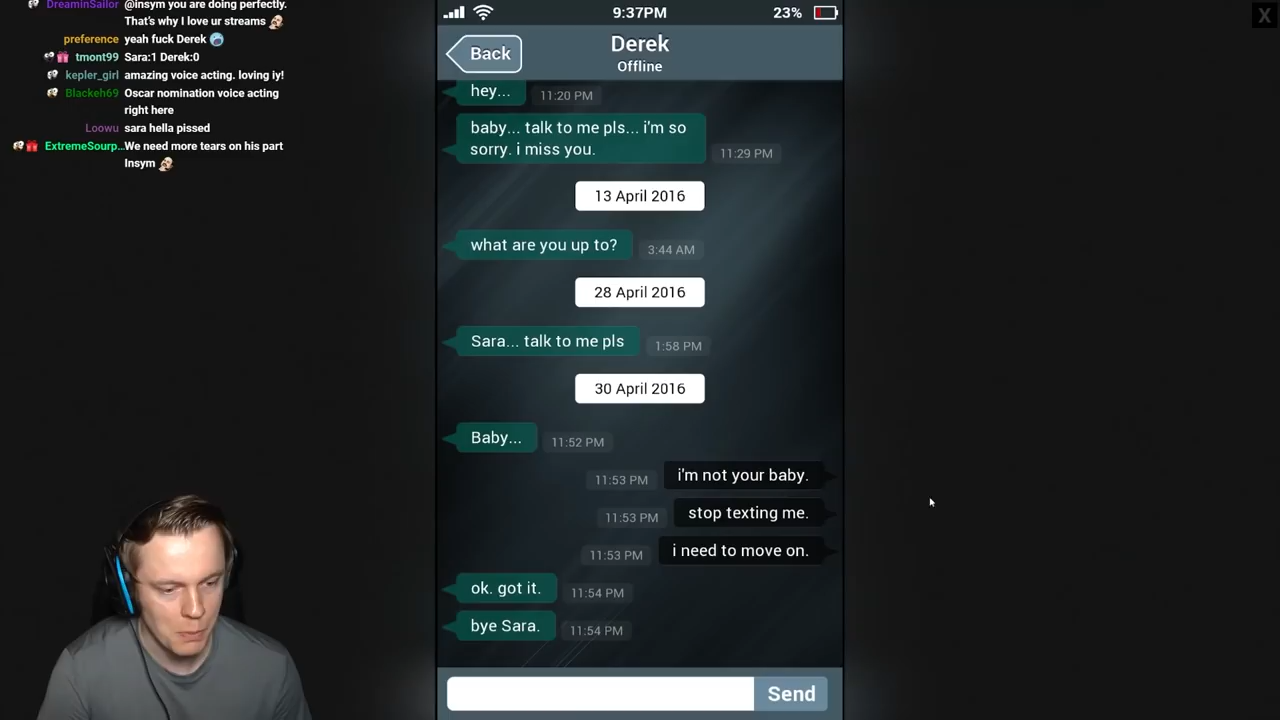 DreaminSailor @insym you are doing perfectly.
That's why I love ur streams
preference yeah fuck Derek
tmont99 Sara:1 Derek:0
kepler_girl amazing voice acting. loving iy!
Blackeh69 Oscar nomination voice acting
right here
Loowu sara hella pissed
ExtremeSourp... We need more tears on his part
Insym
9:37PM
23%
X
Back
Derek
Offline
hey...
11:20 PM
baby... talk to me pls... i'm so
sorry. i miss you.
11:29 PM
13 April 2016
what are you up to?
3:44 AM
28 April 2016
Sara... talk to me pls
1:58 PM
30 April 2016
Baby...
11:52 PM
11:53 PM
i'm not your baby.
11:53 PM
stop texting me.
11:53 PM
i need to move on.
ok. got it.
11:54 PM
bye Sara.
11:54 PM
Send